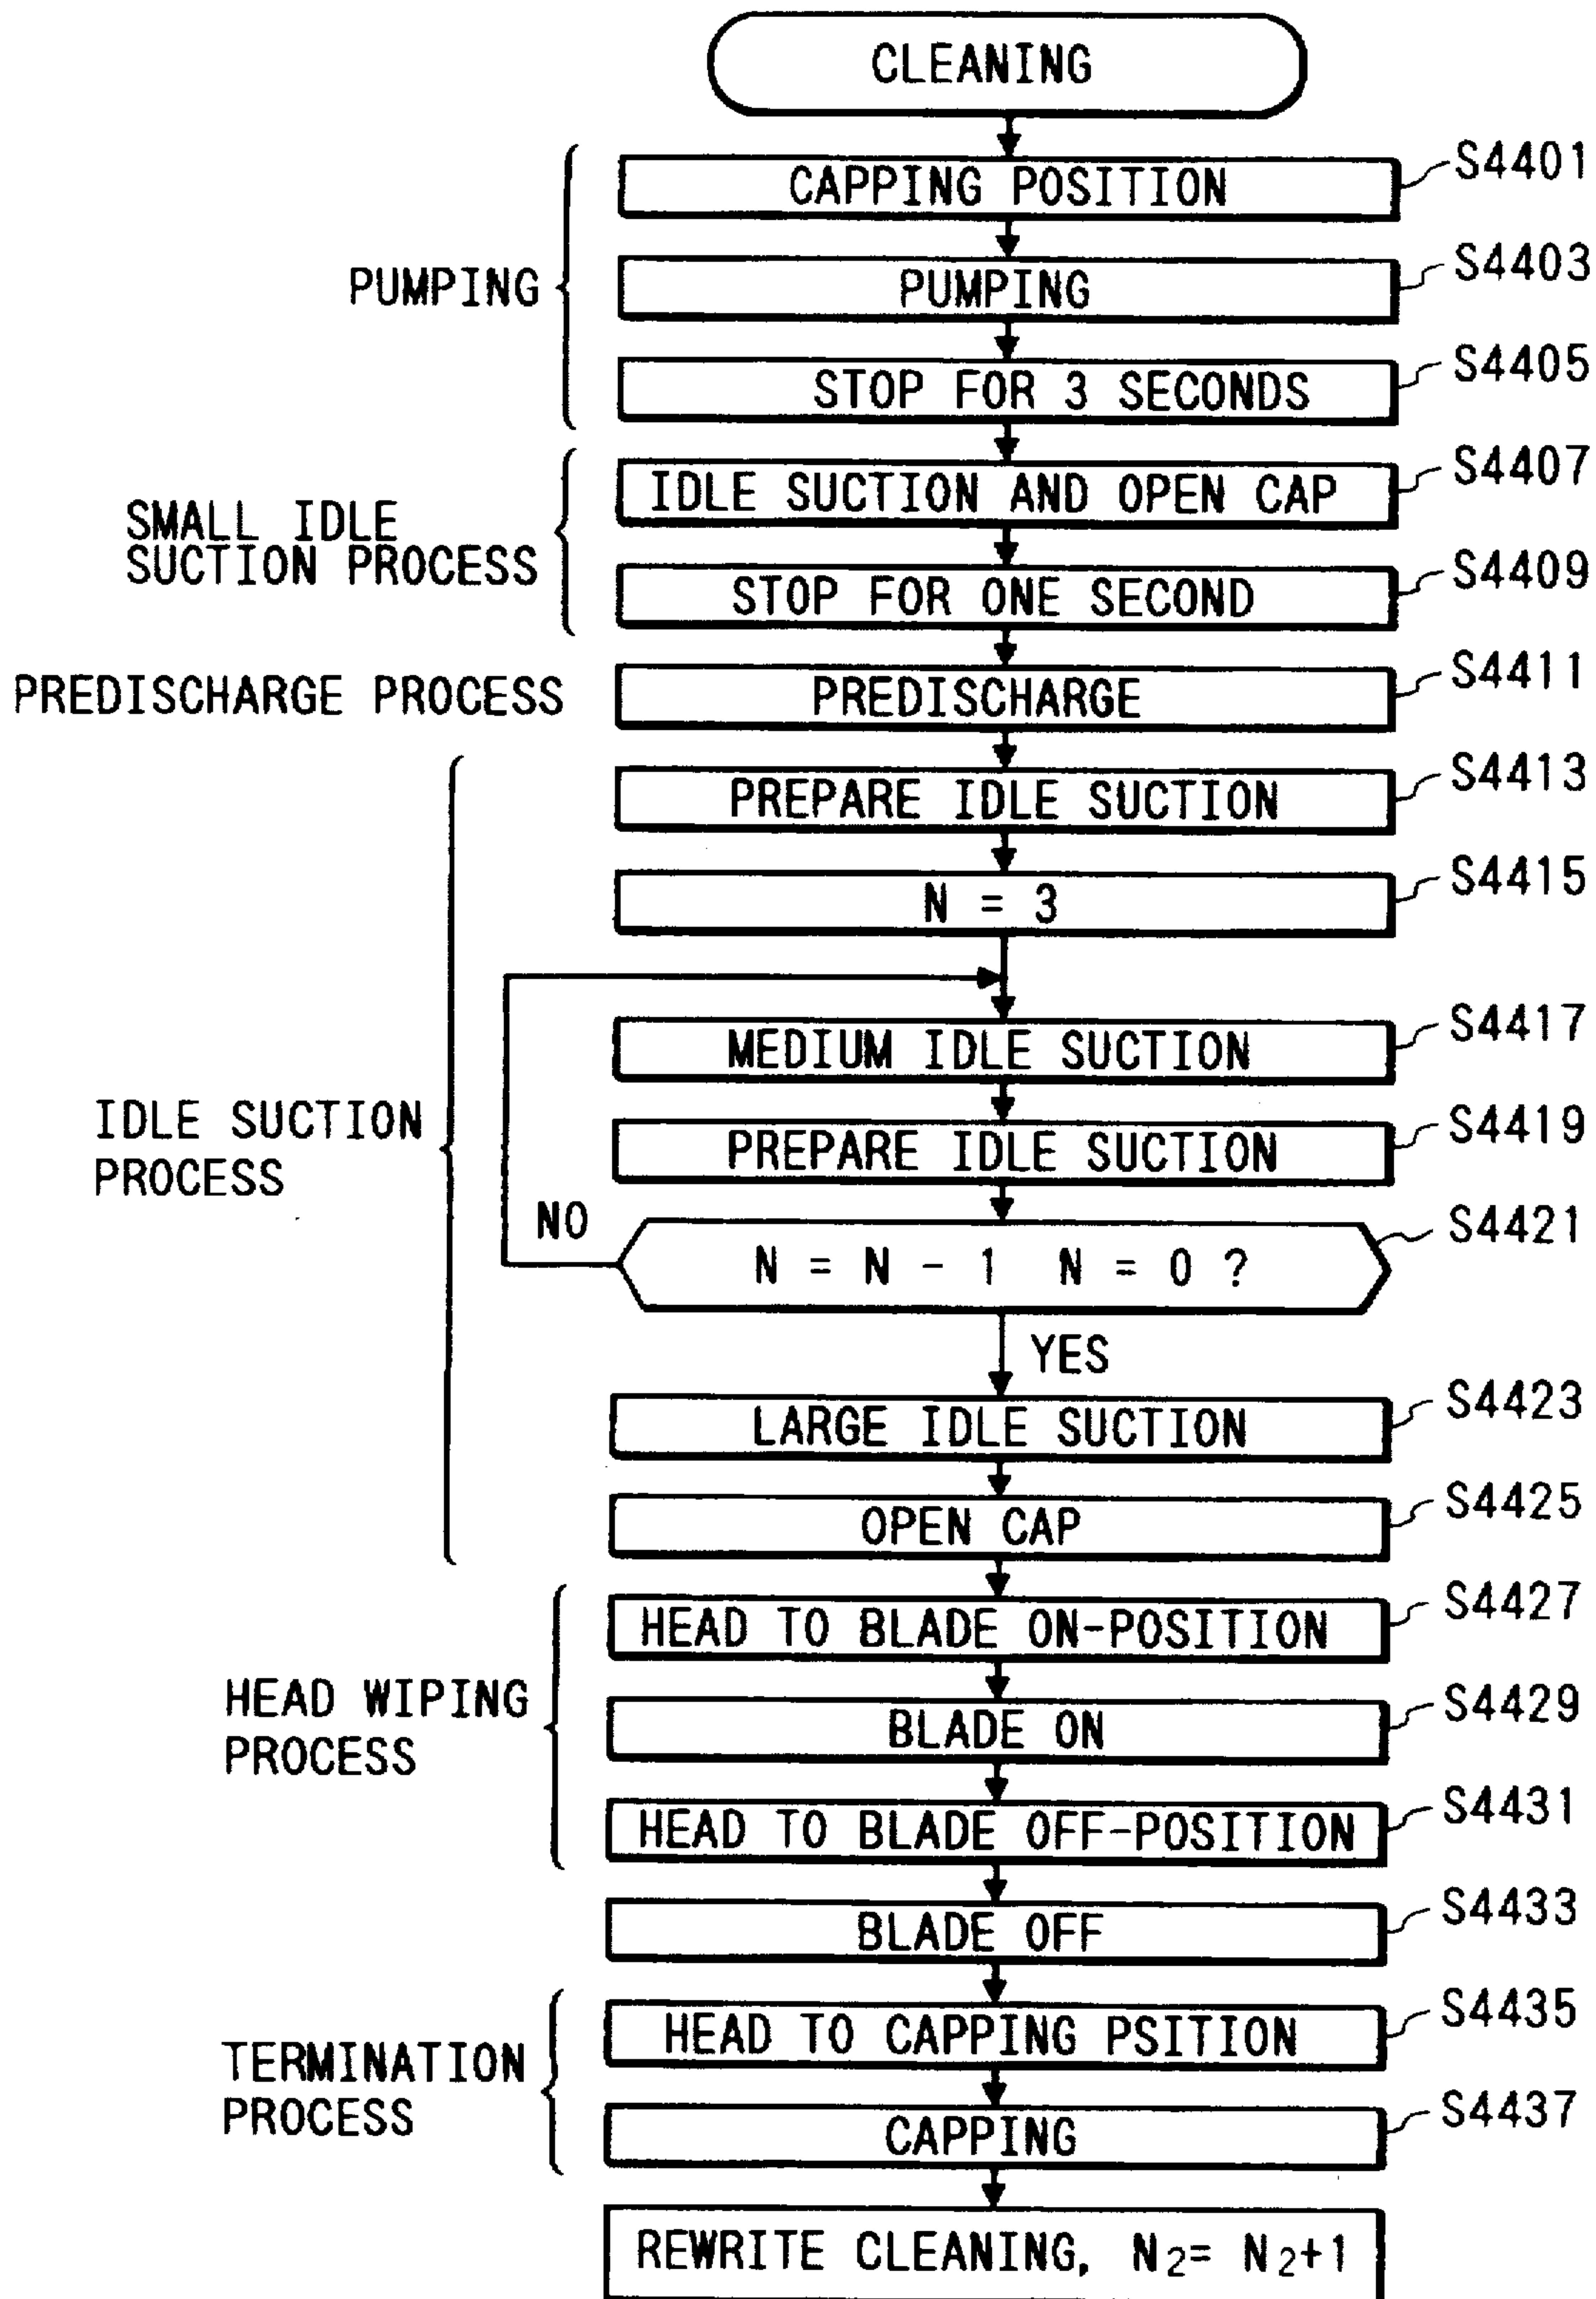 CLEANING
CAPPING POSITION
S4401
PUMPING
PUMPING
S4403
STOP FOR 3 SECONDS
S4405
SMALL IDLE
SUCTION PROCESS
IDLE SUCTION AND OPEN CAP
S4407
STOP FOR ONE SECOND
S4409
PREDISCHARGE PROCESS
PREDISCHARGE
S4411
PREPARE IDLE SUCTION
S4413
N = 3
S4415
IDLE SUCTION
PROCESS
MEDIUM IDLE SUCTION
S4417
PREPARE IDLE SUCTION
S4419
NO
N = N - 1 N = 0 ?
S4421
YES
LARGE IDLE SUCTION
S4423
OPEN CAP
S4425
HEAD WIPING
PROCESS
HEAD TO BLADE ON-POSITION
S4427
BLADE ON
S4429
HEAD TO BLADE OFF-POSITION
S4431
BLADE OFF
S4433
TERMINATION
PROCESS
HEAD TO CAPPING PSITION
S4435
CAPPING
S4437
REWRITE CLEANING, N2= N2+1